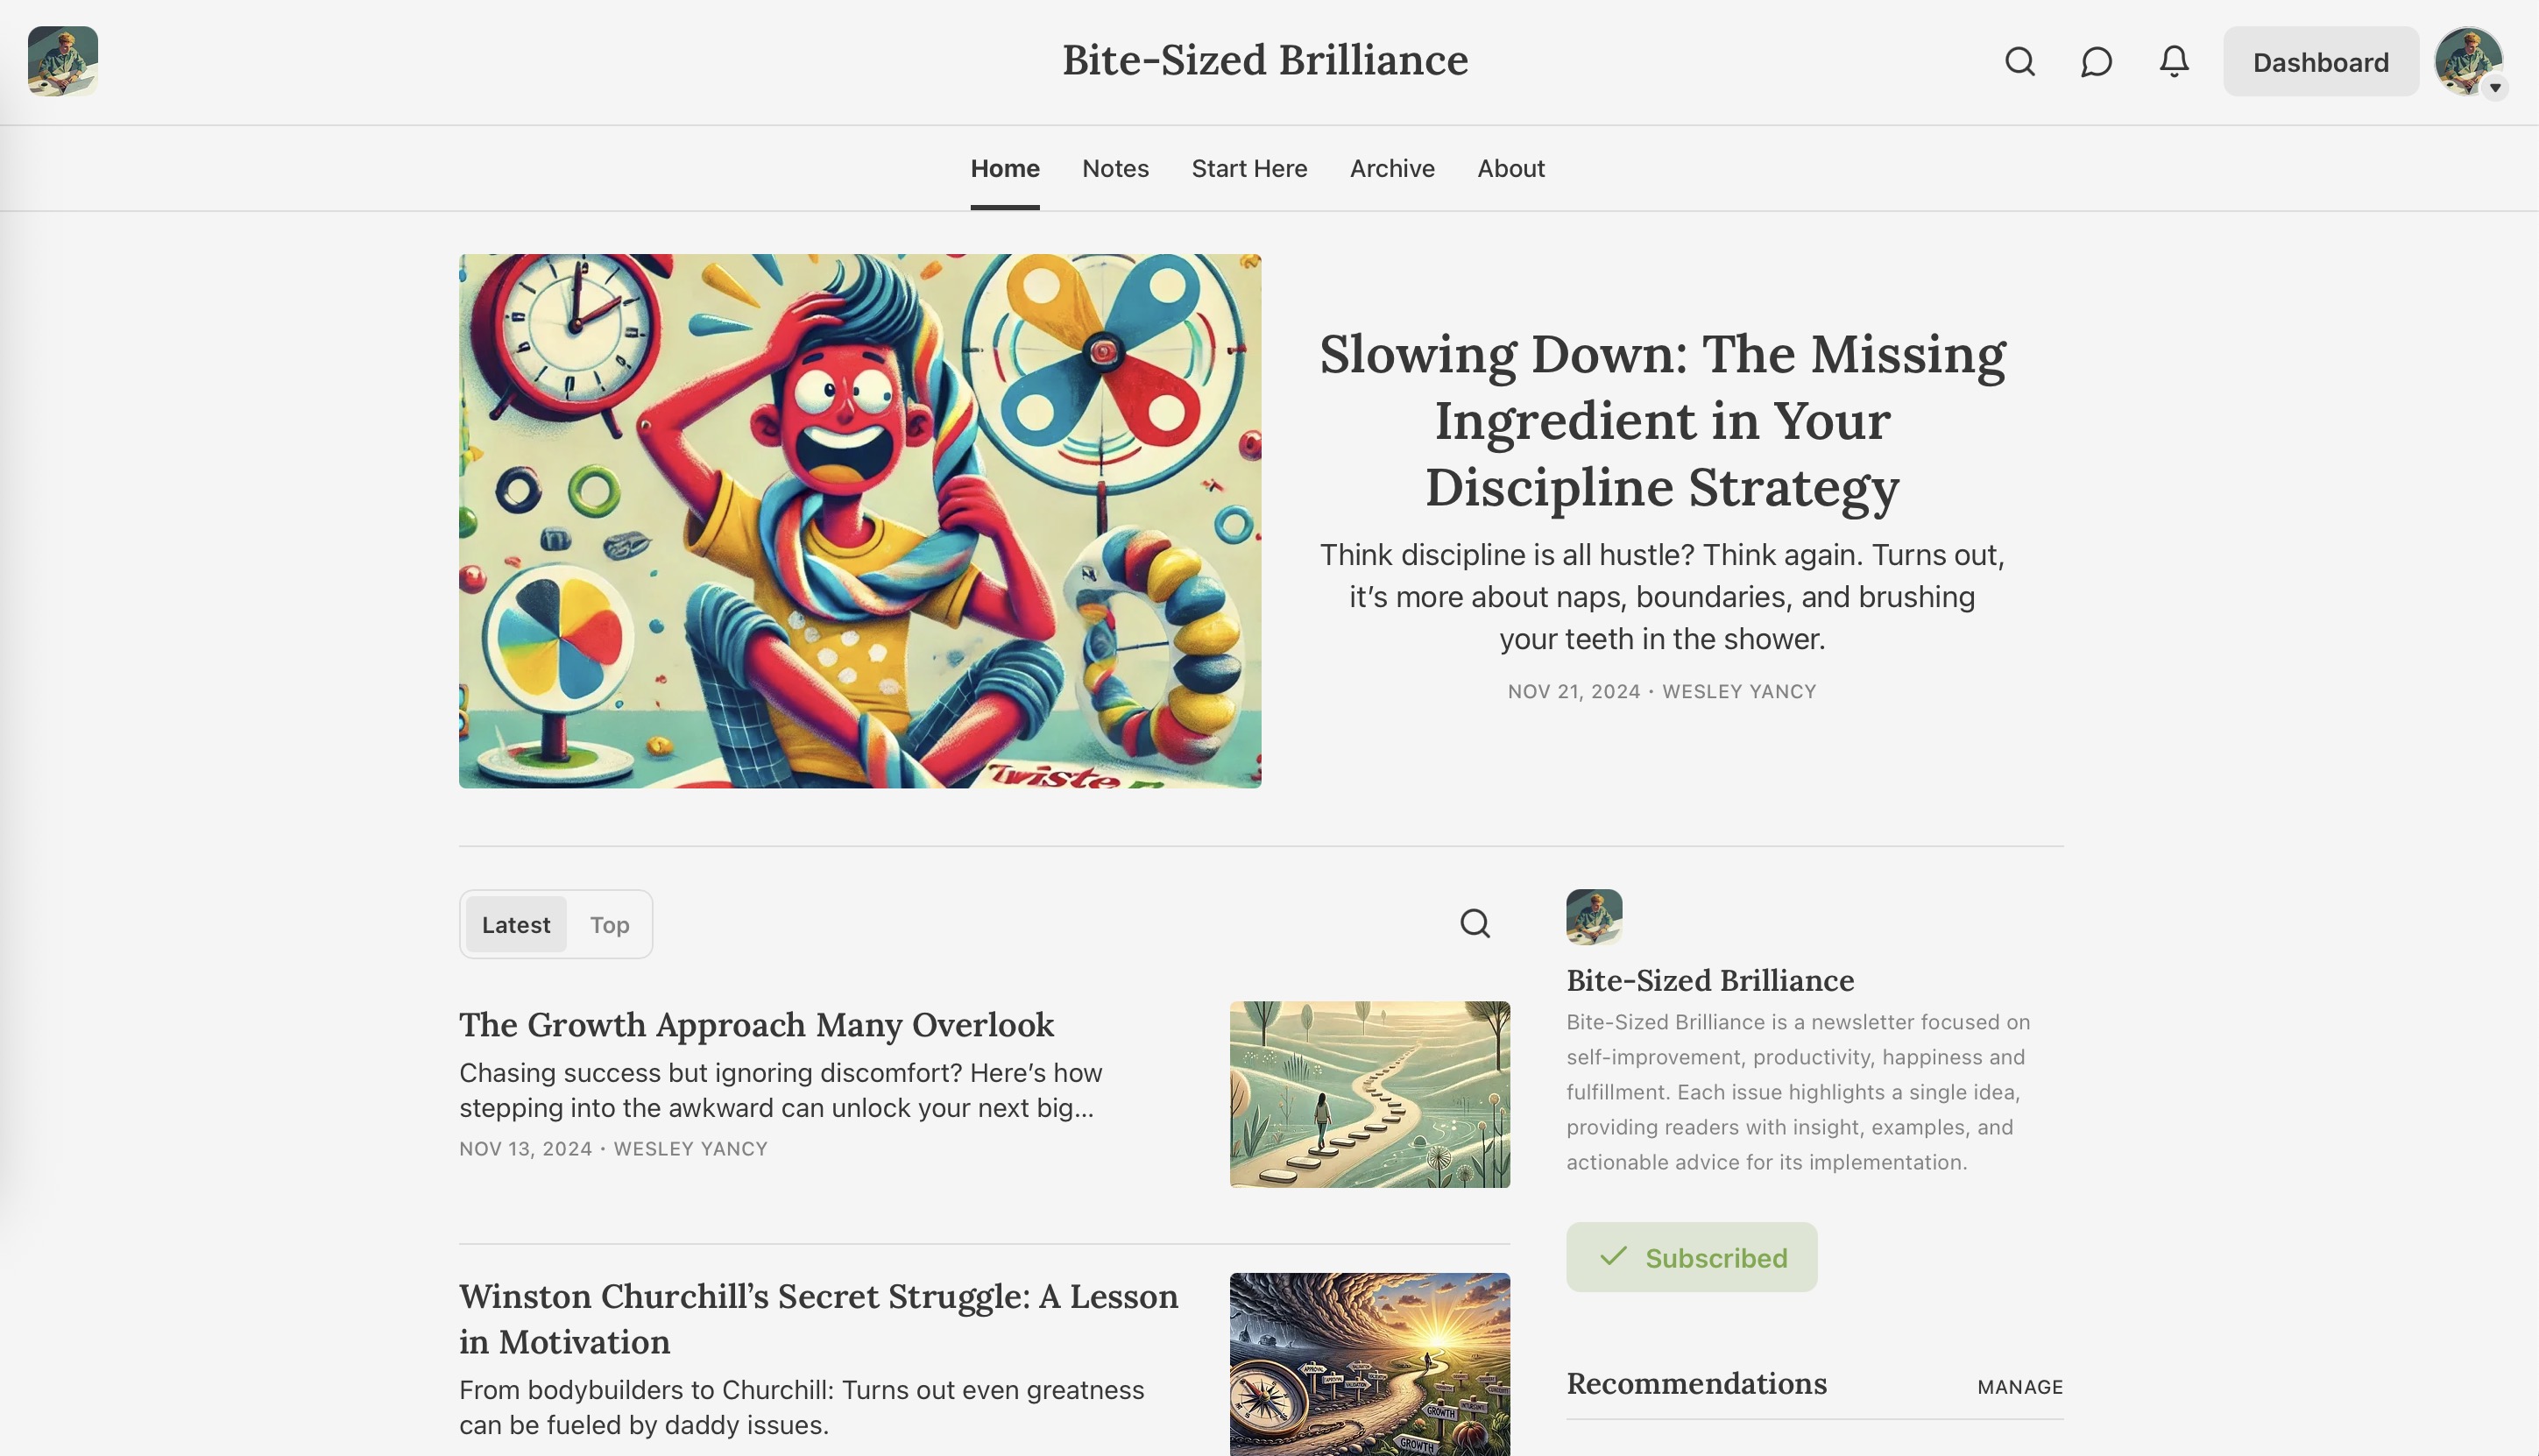 Bite-Sized Brilliance
Dashboard
Home Notes Start Here Archive About
Twiste
Slowing Down: The Missing
Ingredient in Your
Discipline Strategy
Think discipline is all hustle? Think again. Turns out,
it’s more about naps, boundaries, and brushing
your teeth in the shower.
NOV 21, 2024 · WESLEY YANCY
Latest Top
The Growth Approach Many Overlook
Chasing success but ignoring discomfort? Here’s how
stepping into the awkward can unlock your next big...
NOV 13, 2024 · WESLEY YANCY
Winston Churchill’s Secret Struggle: A Lesson
in Motivation
From bodybuilders to Churchill: Turns out even greatness
can be fueled by daddy issues.
GROWTH
GROWTH
Bite-Sized Brilliance
Bite-Sized Brilliance is a newsletter focused on
self-improvement, productivity, happiness and
fulfillment. Each issue highlights a single idea,
providing readers with insight, examples, and
actionable advice for its implementation.
Subscribed
Recommendations MANAGE